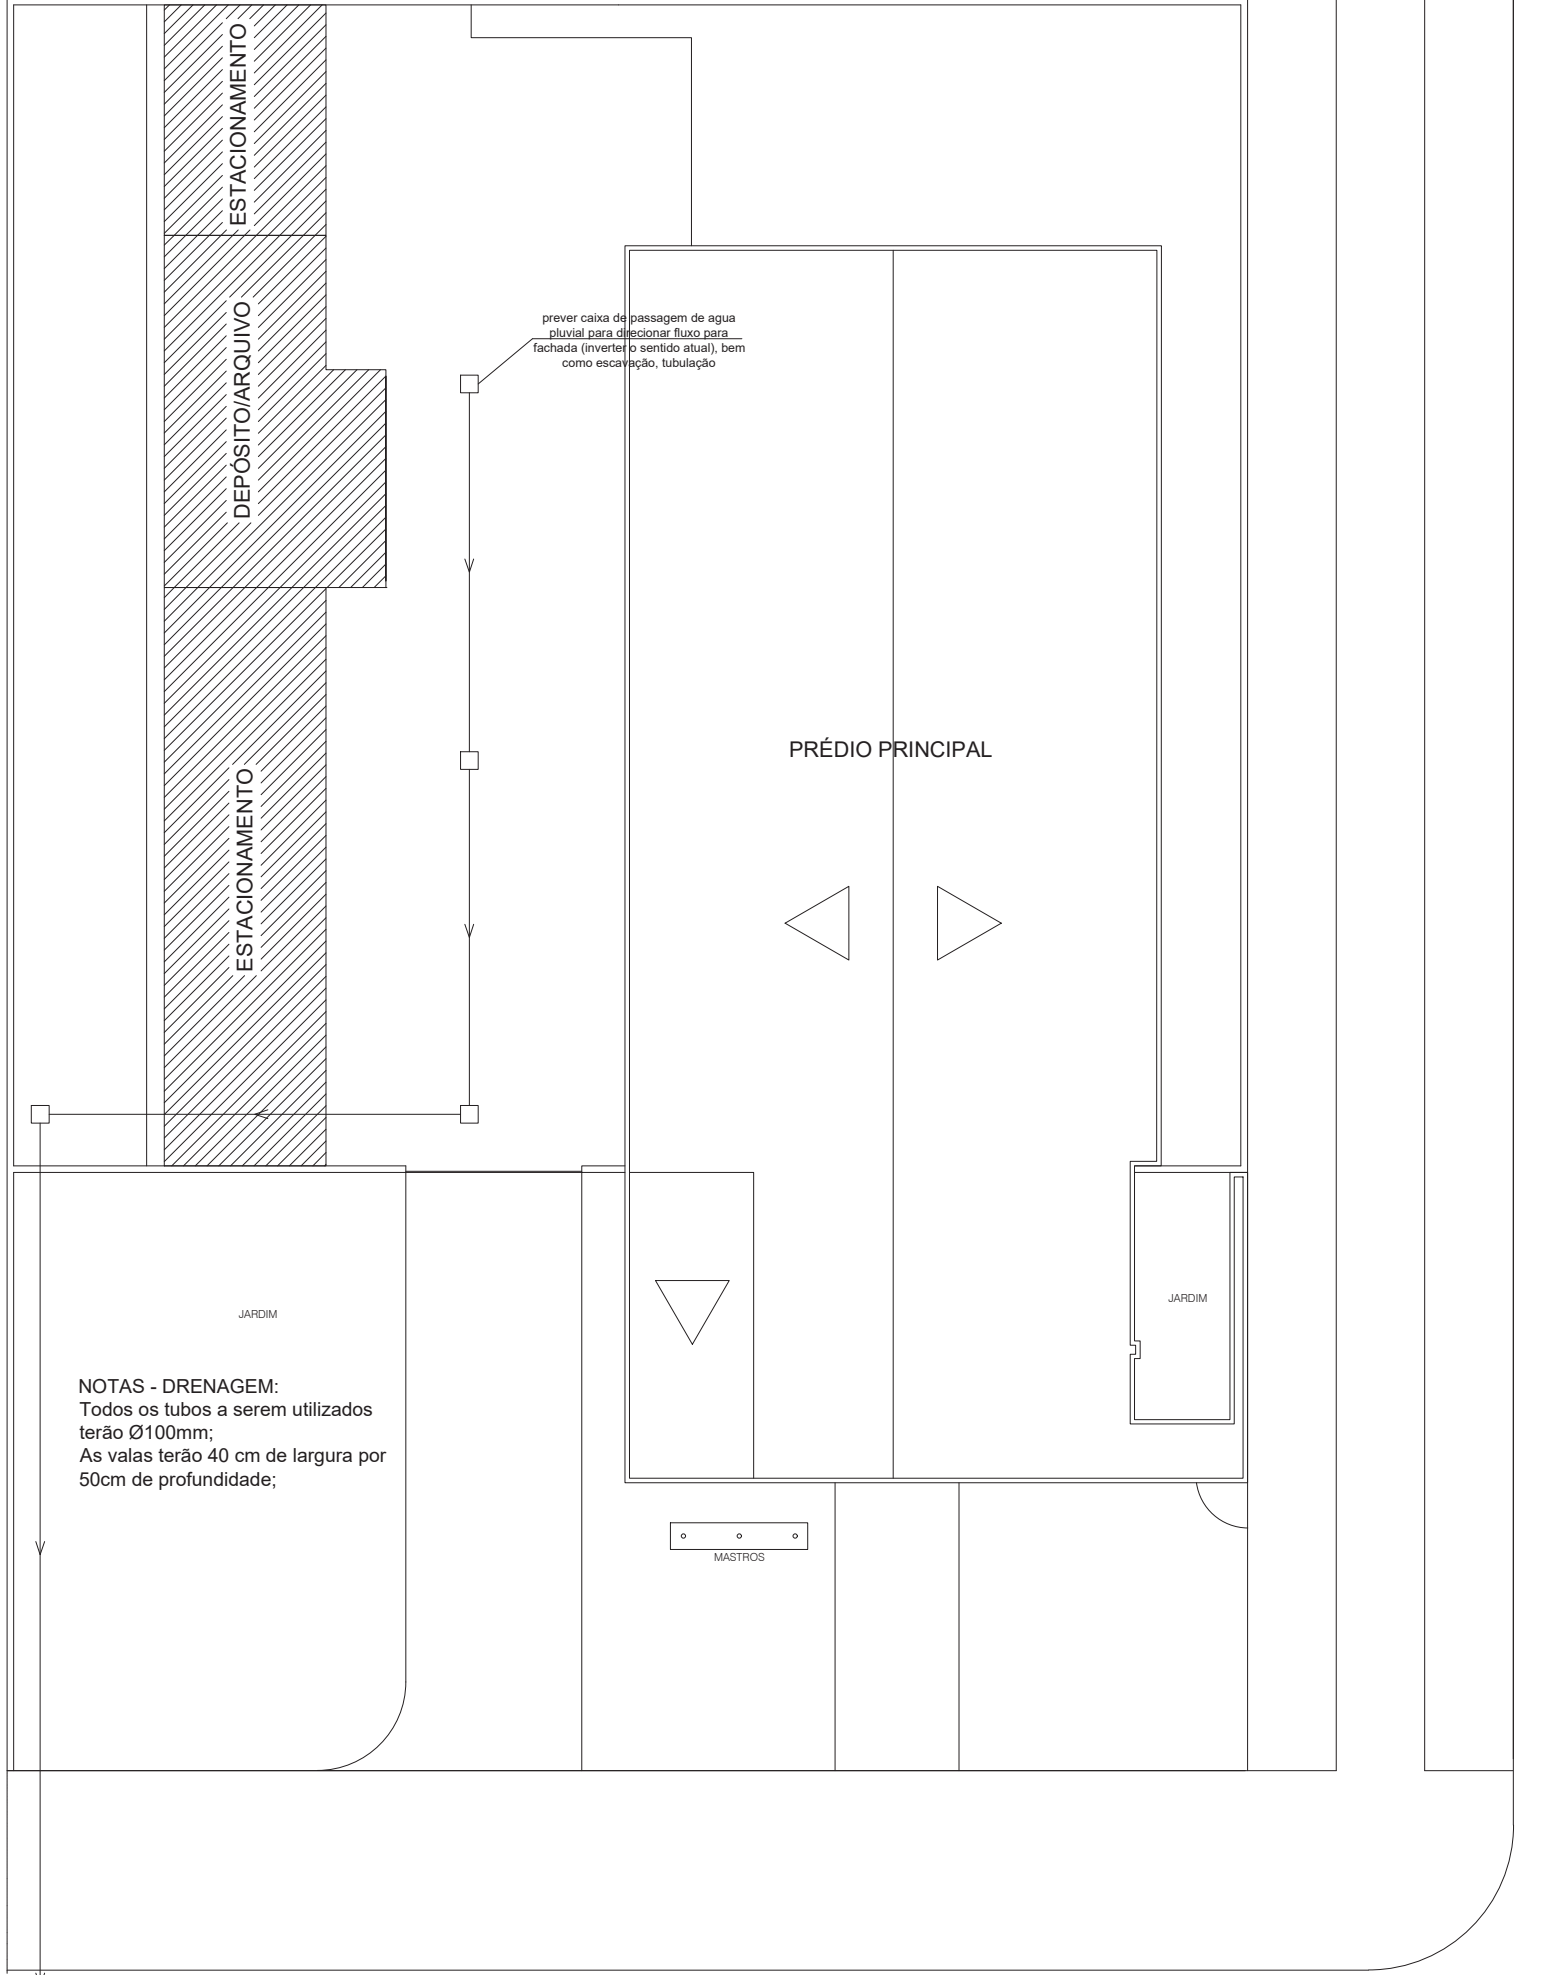 ESTACIONAMENTO
DEPÓSITO/ARQUIVO
prever caixa de passagem de agua
pluvial para direcionar fluxo para
fachada (inverter o sentido atual), bem
como escavação, tubulação
PRÉDIO PRINCIPAL
ESTACIONAMENTO
JARDIM
JARDIM
NOTAS - DRENAGEM:
Todos os tubos a serem utilizados
terão Ø100mm;
As valas terão 40 cm de largura por
50cm de profundidade;
MASTROS